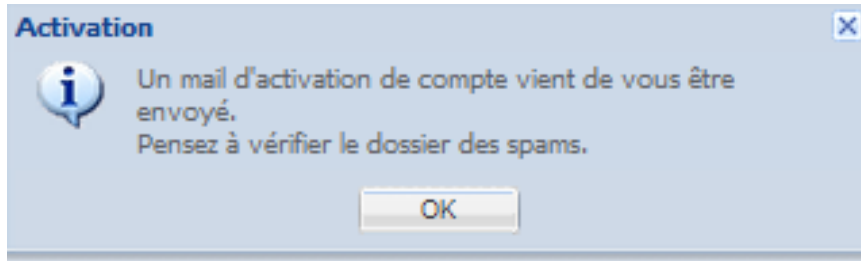 Activation
Un mail d'activation de compte vient de vous être
envoyé.
Pensez à vérifier le dossier des spams.
OK